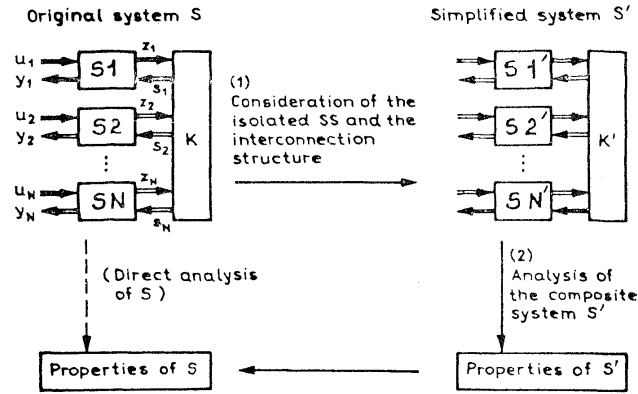 Original system S
Simplified system S'
u1
y1
S1
z1
s1
u2
y2
S2
z2
s2
⋮
uN
yN
SN
zN
sN
K
(1)
Consideration of the
isolated SS and the
interconnection
structure
S1'
S2'
⋮
SN'
K'
(Direct analysis
of S)
(2)
Analysis of
the composite
system S'
Properties of S
Properties of S'